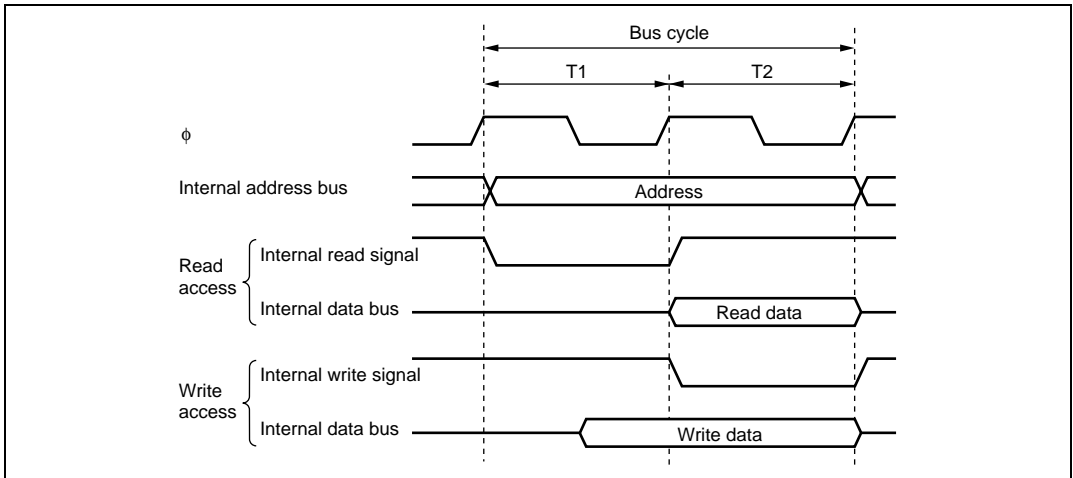 Bus cycle
T1
T2
ϕ
Internal address bus
Address
Read access
Internal read signal
Internal data bus
Read data
Write access
Internal write signal
Internal data bus
Write data